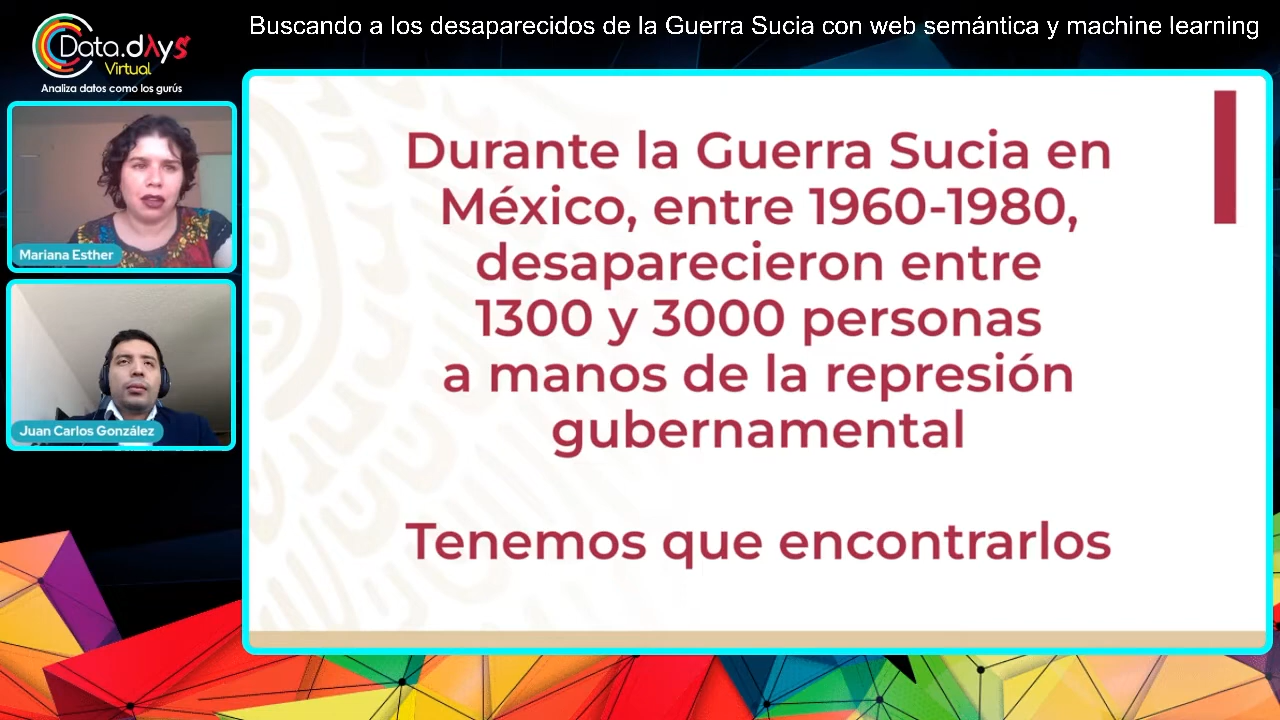 Buscando a los desaparecidos de la Guerra Sucia con web semántica y machine learning
Data.dʌys
Virtual
Analiza datos como los gurús
Mariana Esther
Juan Carlos González
Durante la Guerra Sucia en
México, entre 1960-1980,
desaparecieron entre
1300 y 3000 personas
a manos de la represión
gubernamental
Tenemos que encontrarlos